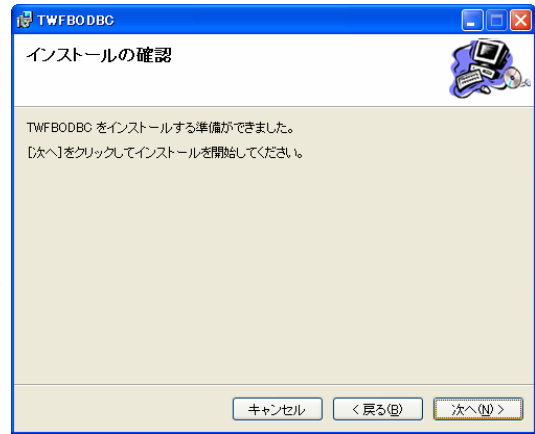 TWFBODBC
インストールの確認
TWFBODBC をインストールする準備ができました。
[次へ]をクリックしてインストールを開始してください。
キャンセル < 戻る(B) 次へ(N) >